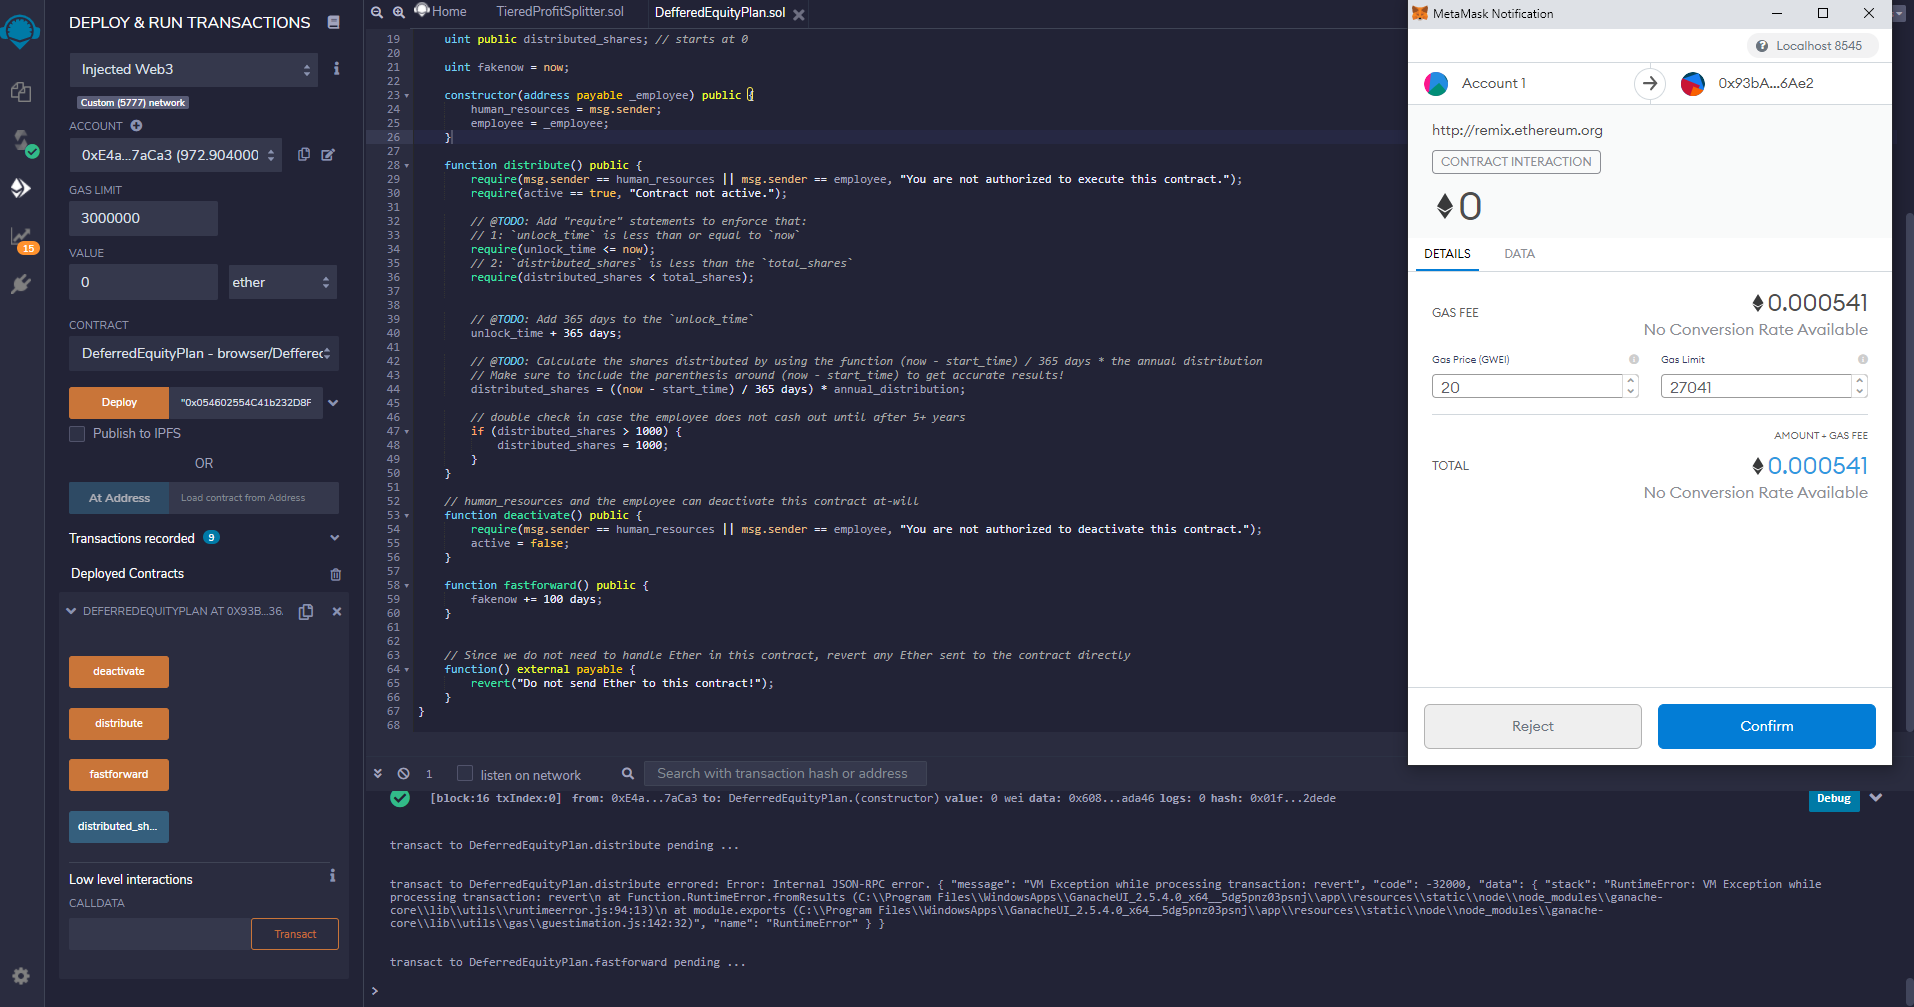 DEPLOY & RUN TRANSACTIONS
Injected Web3
Custom (5777) network
ACCOUNT
0xE4a...7aCa3 (972.904000
GAS LIMIT
3000000
VALUE
0
ether
CONTRACT
DeferredEquityPlan - browser/Defferec
Deploy
"0x054602554C41b232D8F
Publish to IPFS
OR
At Address
Load contract from Address
Transactions recorded 9
Deployed Contracts
DEFERREDEQUITYPLAN AT 0X93B...36
deactivate
distribute
fastforward
distributed_sh...
Low level interactions
CALLDATA
Transact
15
Home
TieredProfitSplitter.sol
DefferedEquityPlan.sol
19 uint public distributed_shares; // starts at 0
20
21 uint fakenow = now;
22
23 constructor(address payable _employee) public {
24 human_resources = msg.sender;
25 employee = _employee;
26 }
27
28 function distribute() public {
29 require(msg.sender == human_resources || msg.sender == employee, "You are not authorized to execute this contract.");
30 require(active == true, "Contract not active.");
31
32 // @TODO: Add "require" statements to enforce that:
33 // 1: `unlock_time` is less than or equal to `now`
34 require(unlock_time <= now);
35 // 2: `distributed_shares` is less than the `total_shares`
36 require(distributed_shares < total_shares);
37
38
39 // @TODO: Add 365 days to the `unlock_time`
40 unlock_time + 365 days;
41
42 // @TODO: Calculate the shares distributed by using the function (now - start_time) / 365 days * the annual distribution
43 // Make sure to include the parenthesis around (now - start_time) to get accurate results!
44 distributed_shares = ((now - start_time) / 365 days) * annual_distribution;
45
46 // double check in case the employee does not cash out until after 5+ years
47 if (distributed_shares > 1000) {
48 distributed_shares = 1000;
49 }
50 }
51
52 // human_resources and the employee can deactivate this contract at-will
53 function deactivate() public {
54 require(msg.sender == human_resources || msg.sender == employee, "You are not authorized to deactivate this contract.");
55 active = false;
56 }
57
58 function fastforward() public {
59 fakenow += 100 days;
60 }
61
62
63 // Since we do not need to handle Ether in this contract, revert any Ether sent to the contract directly
64 function() external payable {
65 revert("Do not send Ether to this contract!");
66 }
67 }
68
1
listen on network
Search with transaction hash or address
[block:16 txIndex:0] from: 0xE4a...7aCa3 to: DeferredEquityPlan.(constructor) value: 0 wei data: 0x608...ada46 logs: 0 hash: 0x01f...2dede
Debug
transact to DeferredEquityPlan.distribute pending ...
transact to DeferredEquityPlan.distribute errored: Error: Internal JSON-RPC error. { "message": "VM Exception while processing transaction: revert", "code": -32000, "data": { "stack": "RuntimeError: VM Exception while
processing transaction: revert\n at Function.RuntimeError.fromResults (C:\\Program Files\\WindowsApps\\GanacheUI_2.5.4.0_x64__5dg5pnz03psnj\\app\\resources\\static\\node\\node_modules\\ganache-
core\\lib\\utils\\runtimeerror.js:94:13)\n at module.exports (C:\\Program Files\\WindowsApps\\GanacheUI_2.5.4.0_x64__5dg5pnz03psnj\\app\\resources\\static\\node\\node_modules\\ganache-
core\\lib\\utils\\gas\\guestimation.js:142:32)", "name": "RuntimeError" } }
transact to DeferredEquityPlan.fastforward pending ...
>
MetaMask Notification
Localhost 8545
Account 1
0x93bA...6Ae2
http://remix.ethereum.org
CONTRACT INTERACTION
0
DETAILS
DATA
GAS FEE
0.000541
No Conversion Rate Available
Gas Price (GWEI)
Gas Limit
20
27041
AMOUNT + GAS FEE
TOTAL
0.000541
No Conversion Rate Available
Reject
Confirm